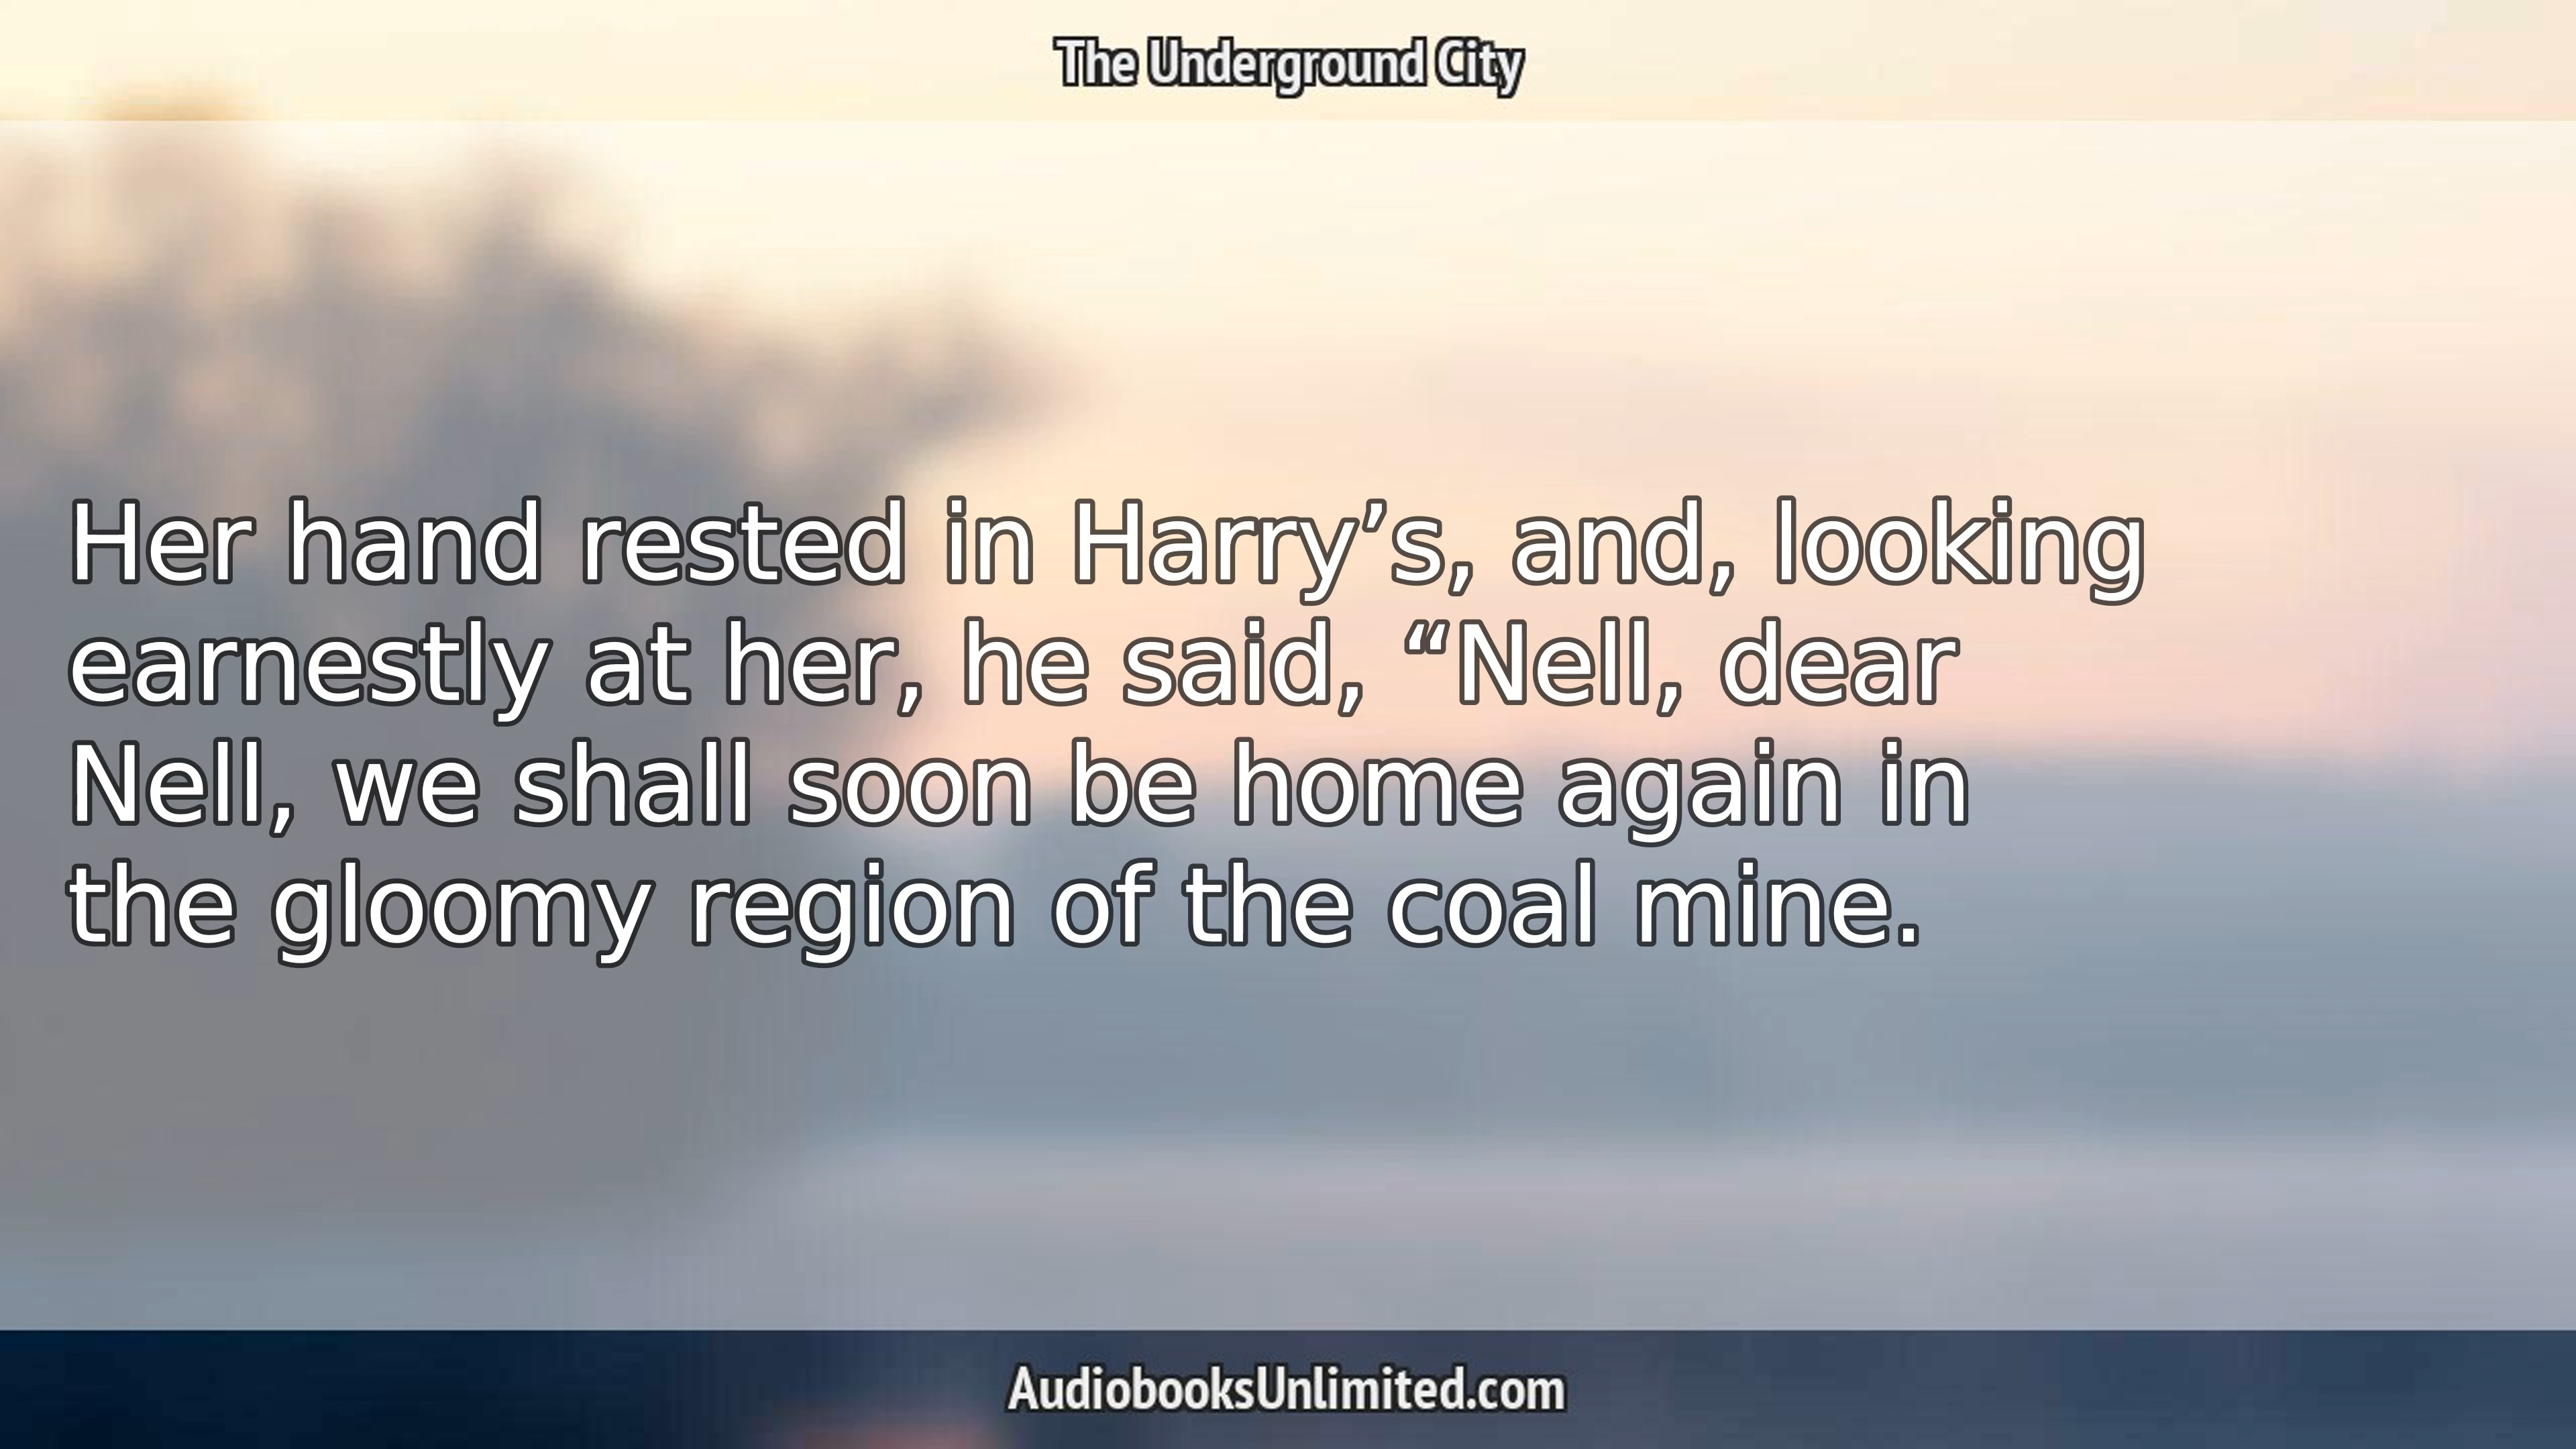 The Underground City
Her hand rested in Harry’s, and, looking
earnestly at her, he said, “Nell, dear
Nell, we shall soon be home again in
the gloomy region of the coal mine.
AudiobooksUnlimited.com